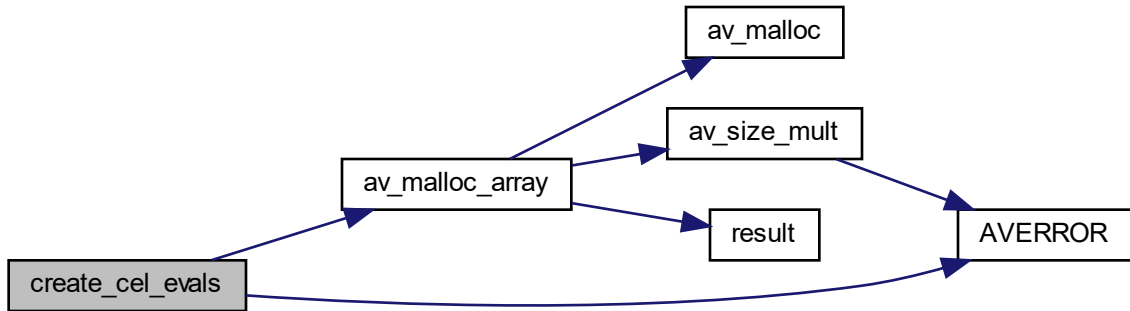 av_malloc
av_size_mult
av_malloc_array
result
AVERROR
create_cel_evals